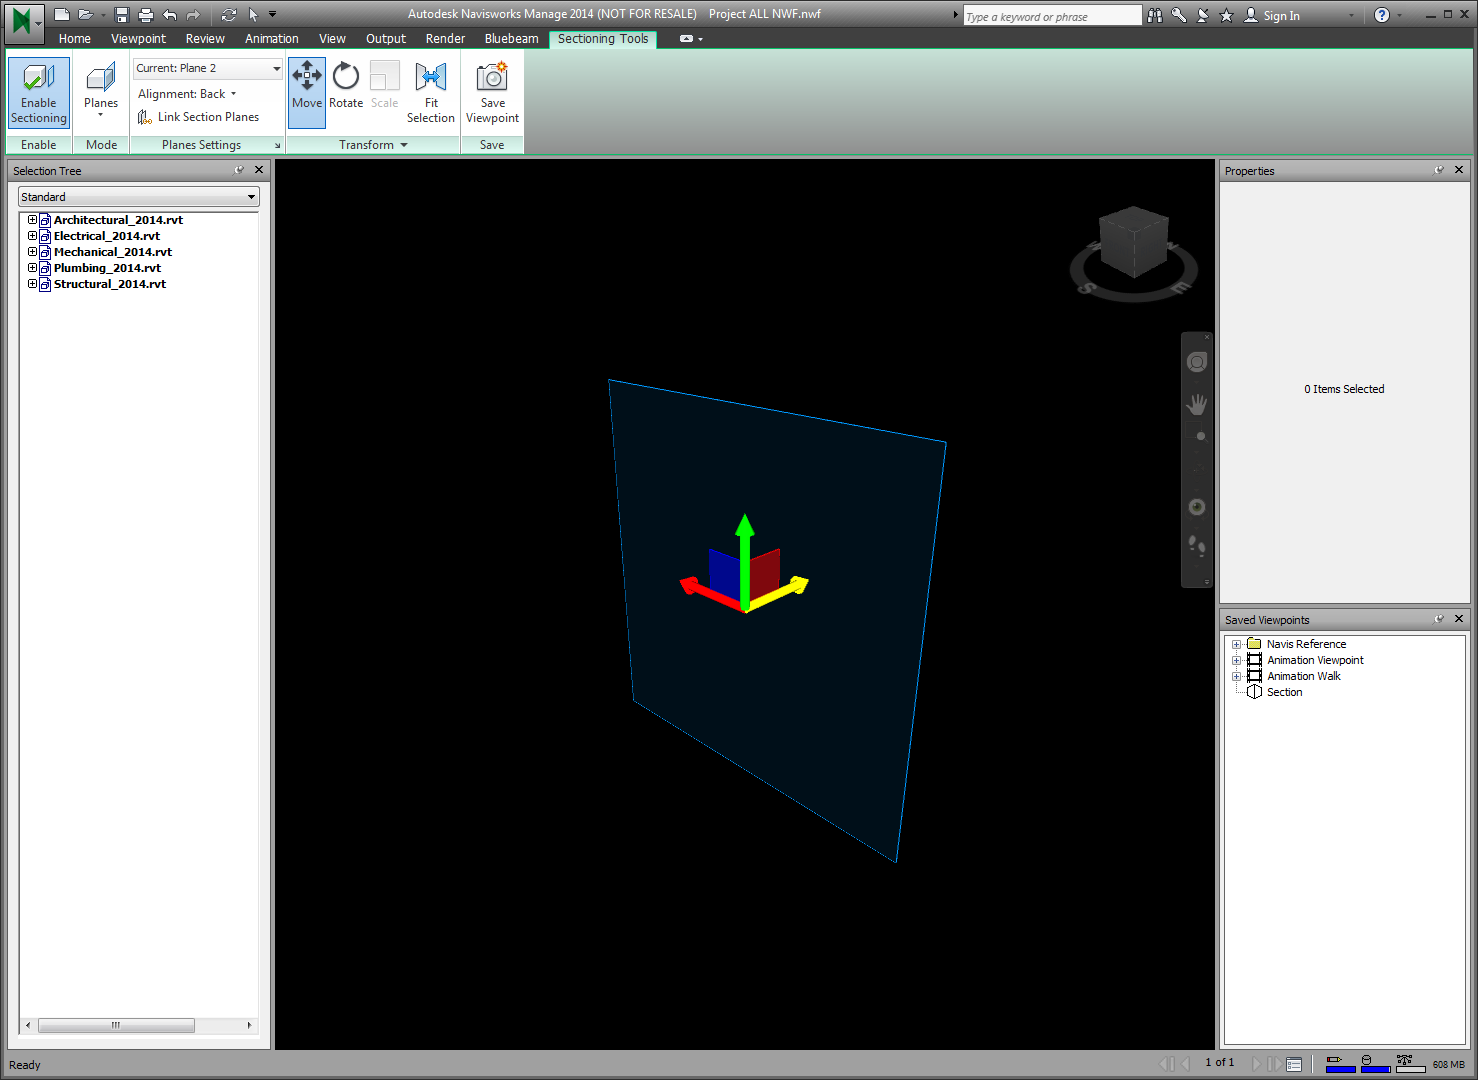 Autodesk Navisworks Manage 2014 (NOT FOR RESALE) Project ALL NWF.nwf
Type a keyword or phrase
Sign In
Home Viewpoint Review Animation View Output Render Bluebeam Sectioning Tools
Enable Sectioning
Planes
Current: Plane 2
Alignment: Back
Link Section Planes
Move
Rotate
Scale
Fit Selection
Save Viewpoint
Enable Mode Planes Settings Transform Save
Selection Tree
Standard
Architectural_2014.rvt
Electrical_2014.rvt
Mechanical_2014.rvt
Plumbing_2014.rvt
Structural_2014.rvt
W N
S E
Properties
0 Items Selected
Saved Viewpoints
Navis Reference
Animation Viewpoint
Animation Walk
Section
Ready
1 of 1
608 MB